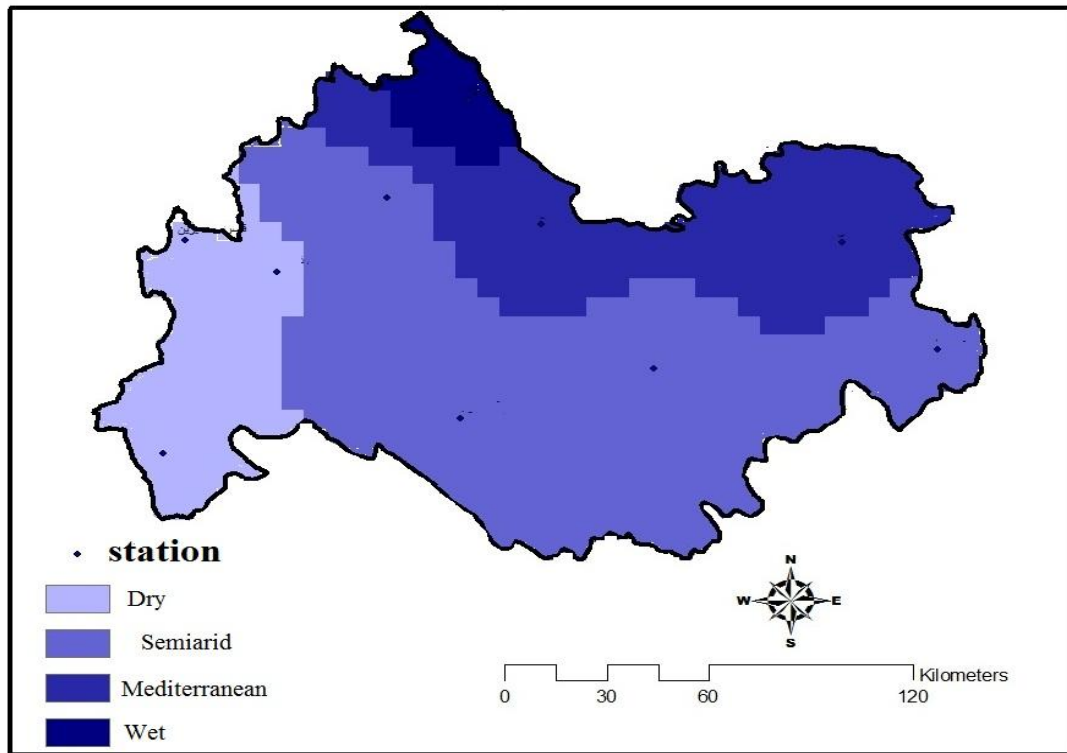 station
Dry
Semiarid
Mediterranean
Wet
N
W E
S
Kilometers
0 30 60 120